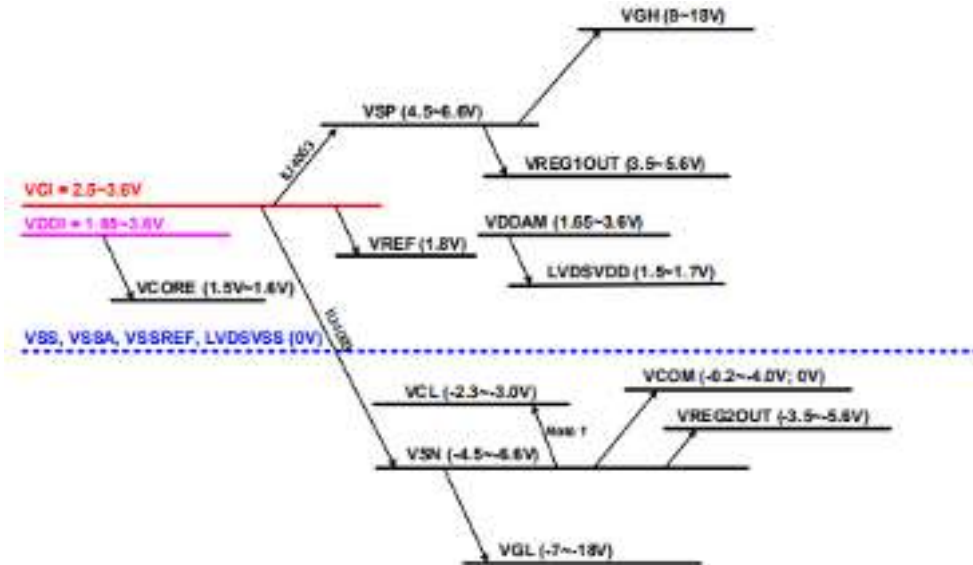 VGH (8~18V)
VSP (4.5~6.6V)
VREG1OUT (3.5~5.6V)
VCI = 2.5~3.6V
VDDI = 1.65~3.6V
VDDAM (1.65~3.6V)
VREF (1.8V)
LVDSVDD (1.5~1.7V)
VCORE (1.5V~1.6V)
VSS, VSSA, VSSREF, LVDSVSS (0V)
VCOM (-0.2~-4.0V; 0V)
VCL (-2.3~-3.0V)
VREG2OUT (-3.5~-5.6V)
Note 1
VSN (-4.5~-6.6V)
VGL (-7~-18V)